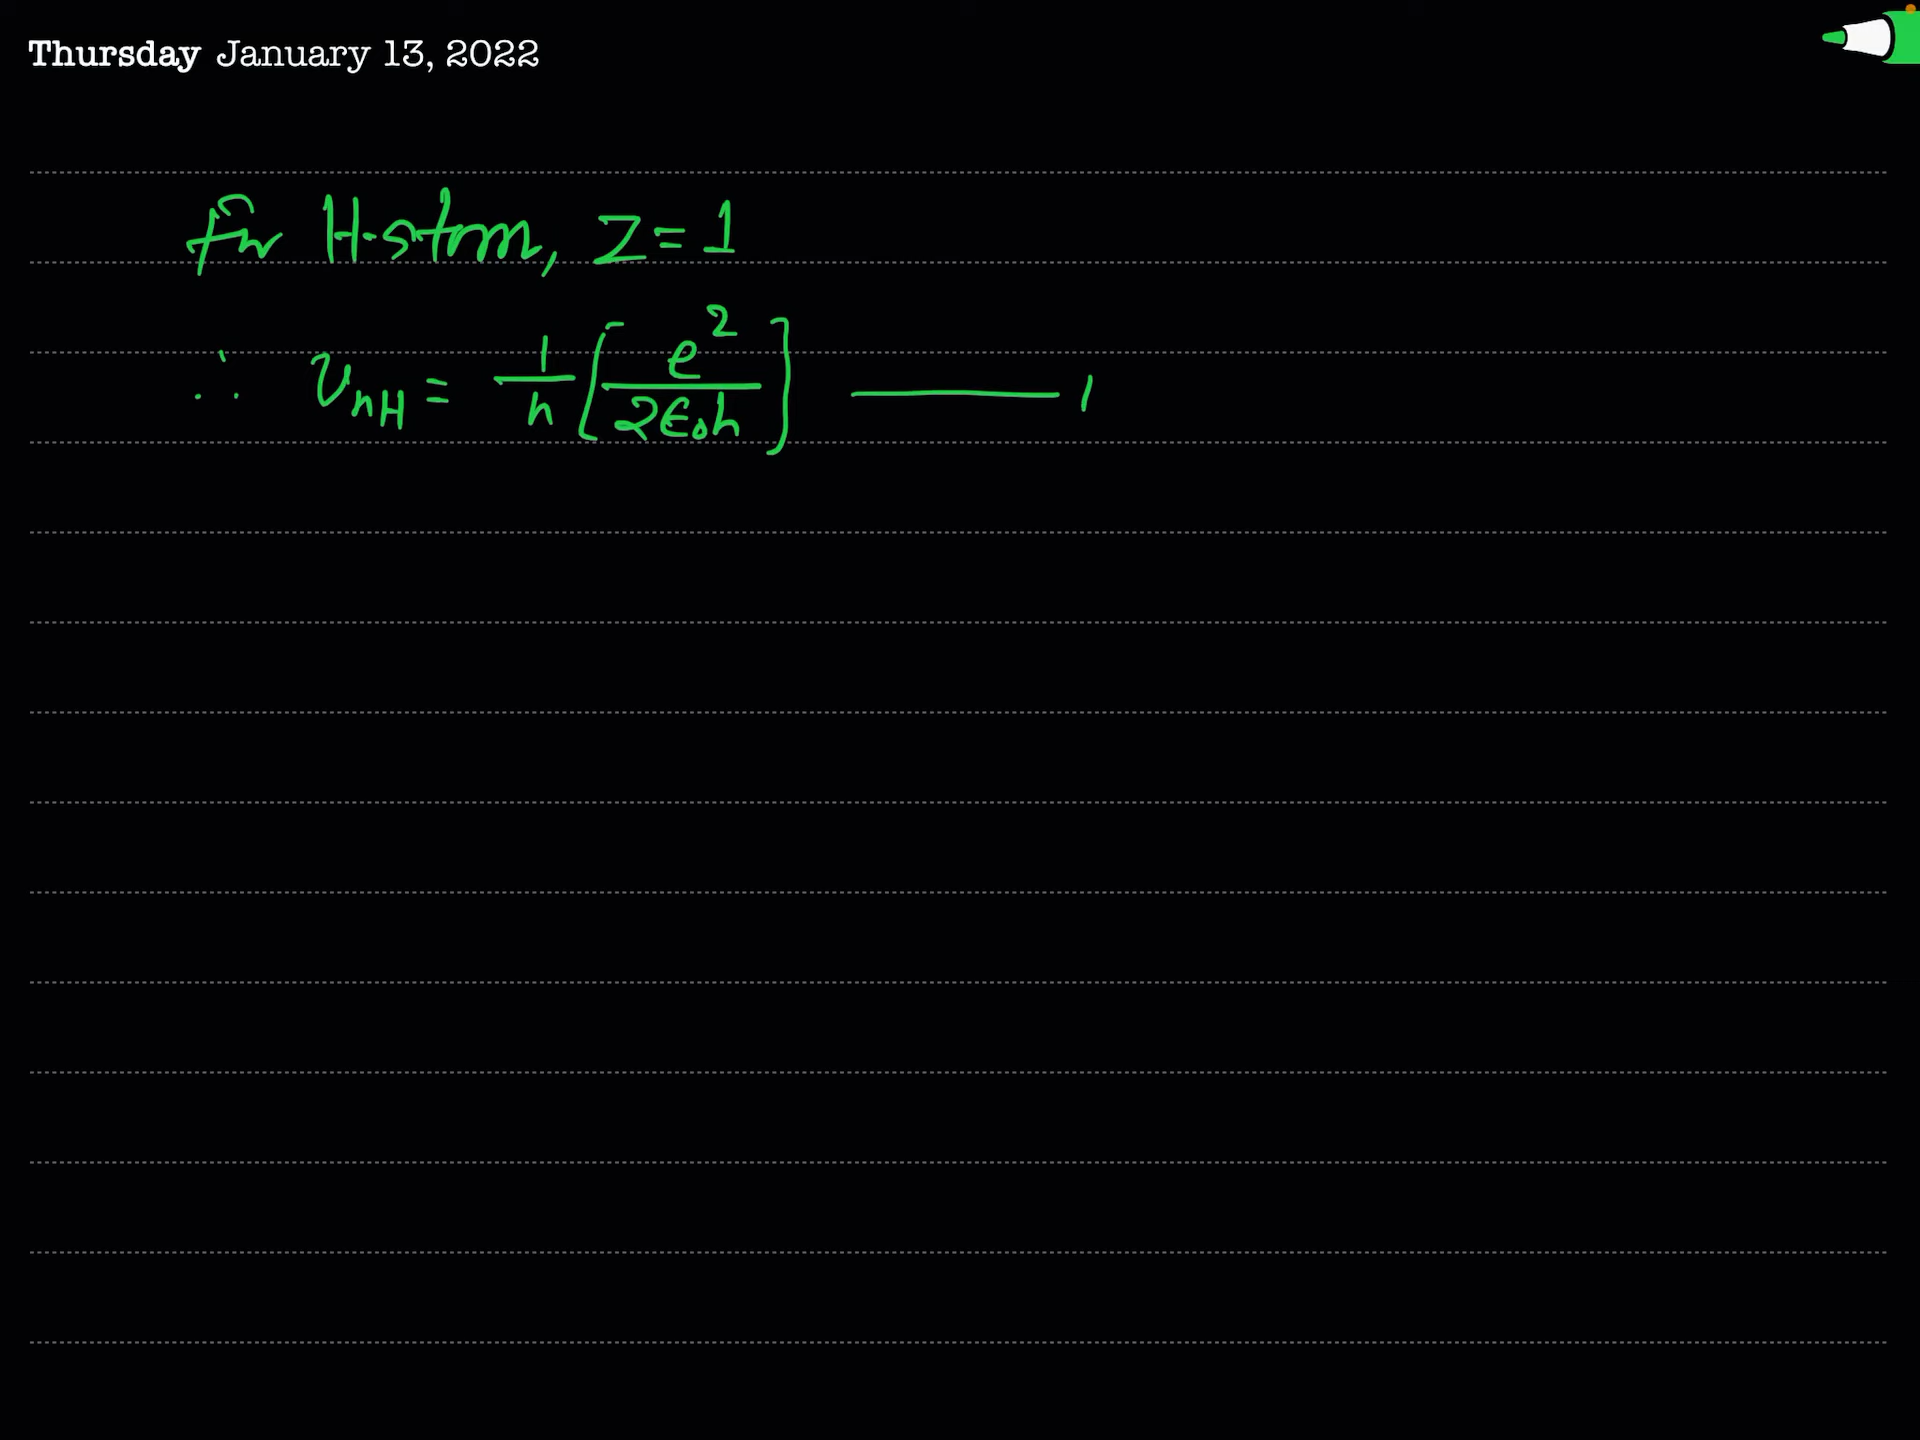 Thursday January 13, 2022
for H-atom, Z = 1
∴ v_nH = 1/n [e²/2ε₀h] ——— 1